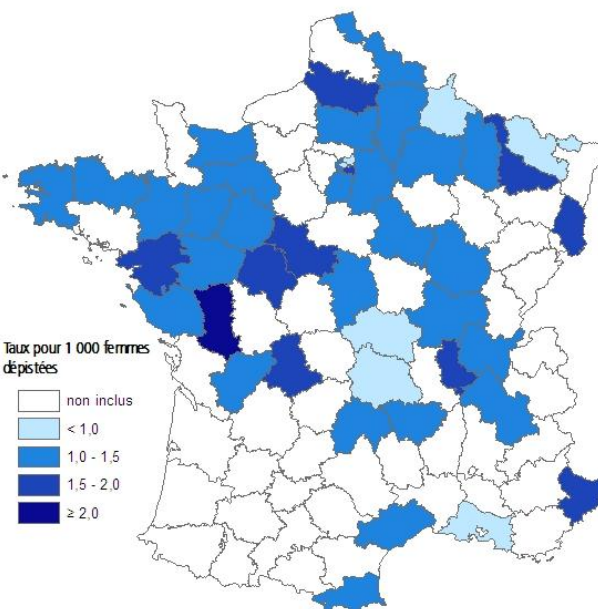 Taux pour 1 000 femmes
dépistées
non inclus
< 1,0
1,0 - 1,5
1,5 - 2,0
≥ 2,0